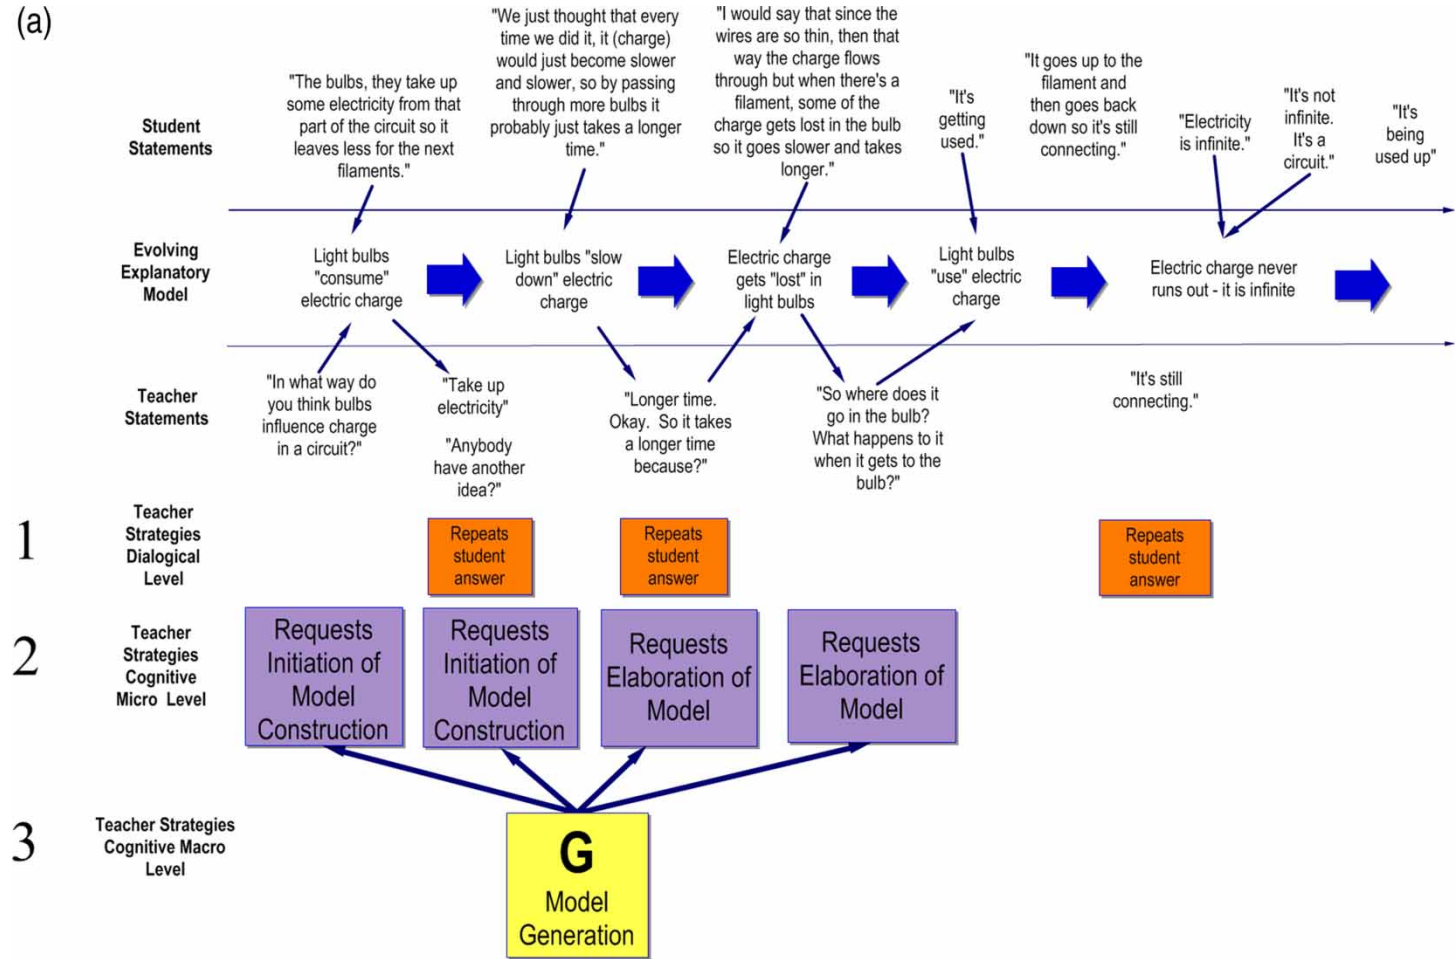 (a)
Student
Statements
"The bulbs, they take up
some electricity from that
part of the circuit so it
leaves less for the next
filaments."
"We just thought that every
time we did it, it (charge)
would just become slower
and slower, so by passing
through more bulbs it
probably just takes a longer
time."
"I would say that since the
wires are so thin, then that
way the charge flows
through but when there's a
filament, some of the
charge gets lost in the bulb
so it goes slower and takes
longer."
"It's
getting
used."
"It goes up to the
filament and
then goes back
down so it's still
connecting."
"Electricity
is infinite."
"It's not
infinite.
It's a
circuit."
"It's
being
used up"
Evolving
Explanatory
Model
Light bulbs
"consume"
electric charge
Light bulbs "slow
down" electric
charge
Electric charge
gets "lost" in
light bulbs
Light bulbs
"use" electric
charge
Electric charge never
runs out - it is infinite
Teacher
Statements
"In what way do
you think bulbs
influence charge
in a circuit?"
"Take up
electricity"
"Anybody
have another
idea?"
"Longer time.
Okay. So it takes
a longer time
because?"
"So where does it
go in the bulb?
What happens to it
when it gets to the
bulb?"
"It's still
connecting."
1
Teacher
Strategies
Dialogical
Level
Repeats
student
answer
Repeats
student
answer
Repeats
student
answer
2
Teacher
Strategies
Cognitive
Micro Level
Requests
Initiation of
Model
Construction
Requests
Initiation of
Model
Construction
Requests
Elaboration of
Model
Requests
Elaboration of
Model
3
Teacher Strategies
Cognitive Macro
Level
G
Model
Generation